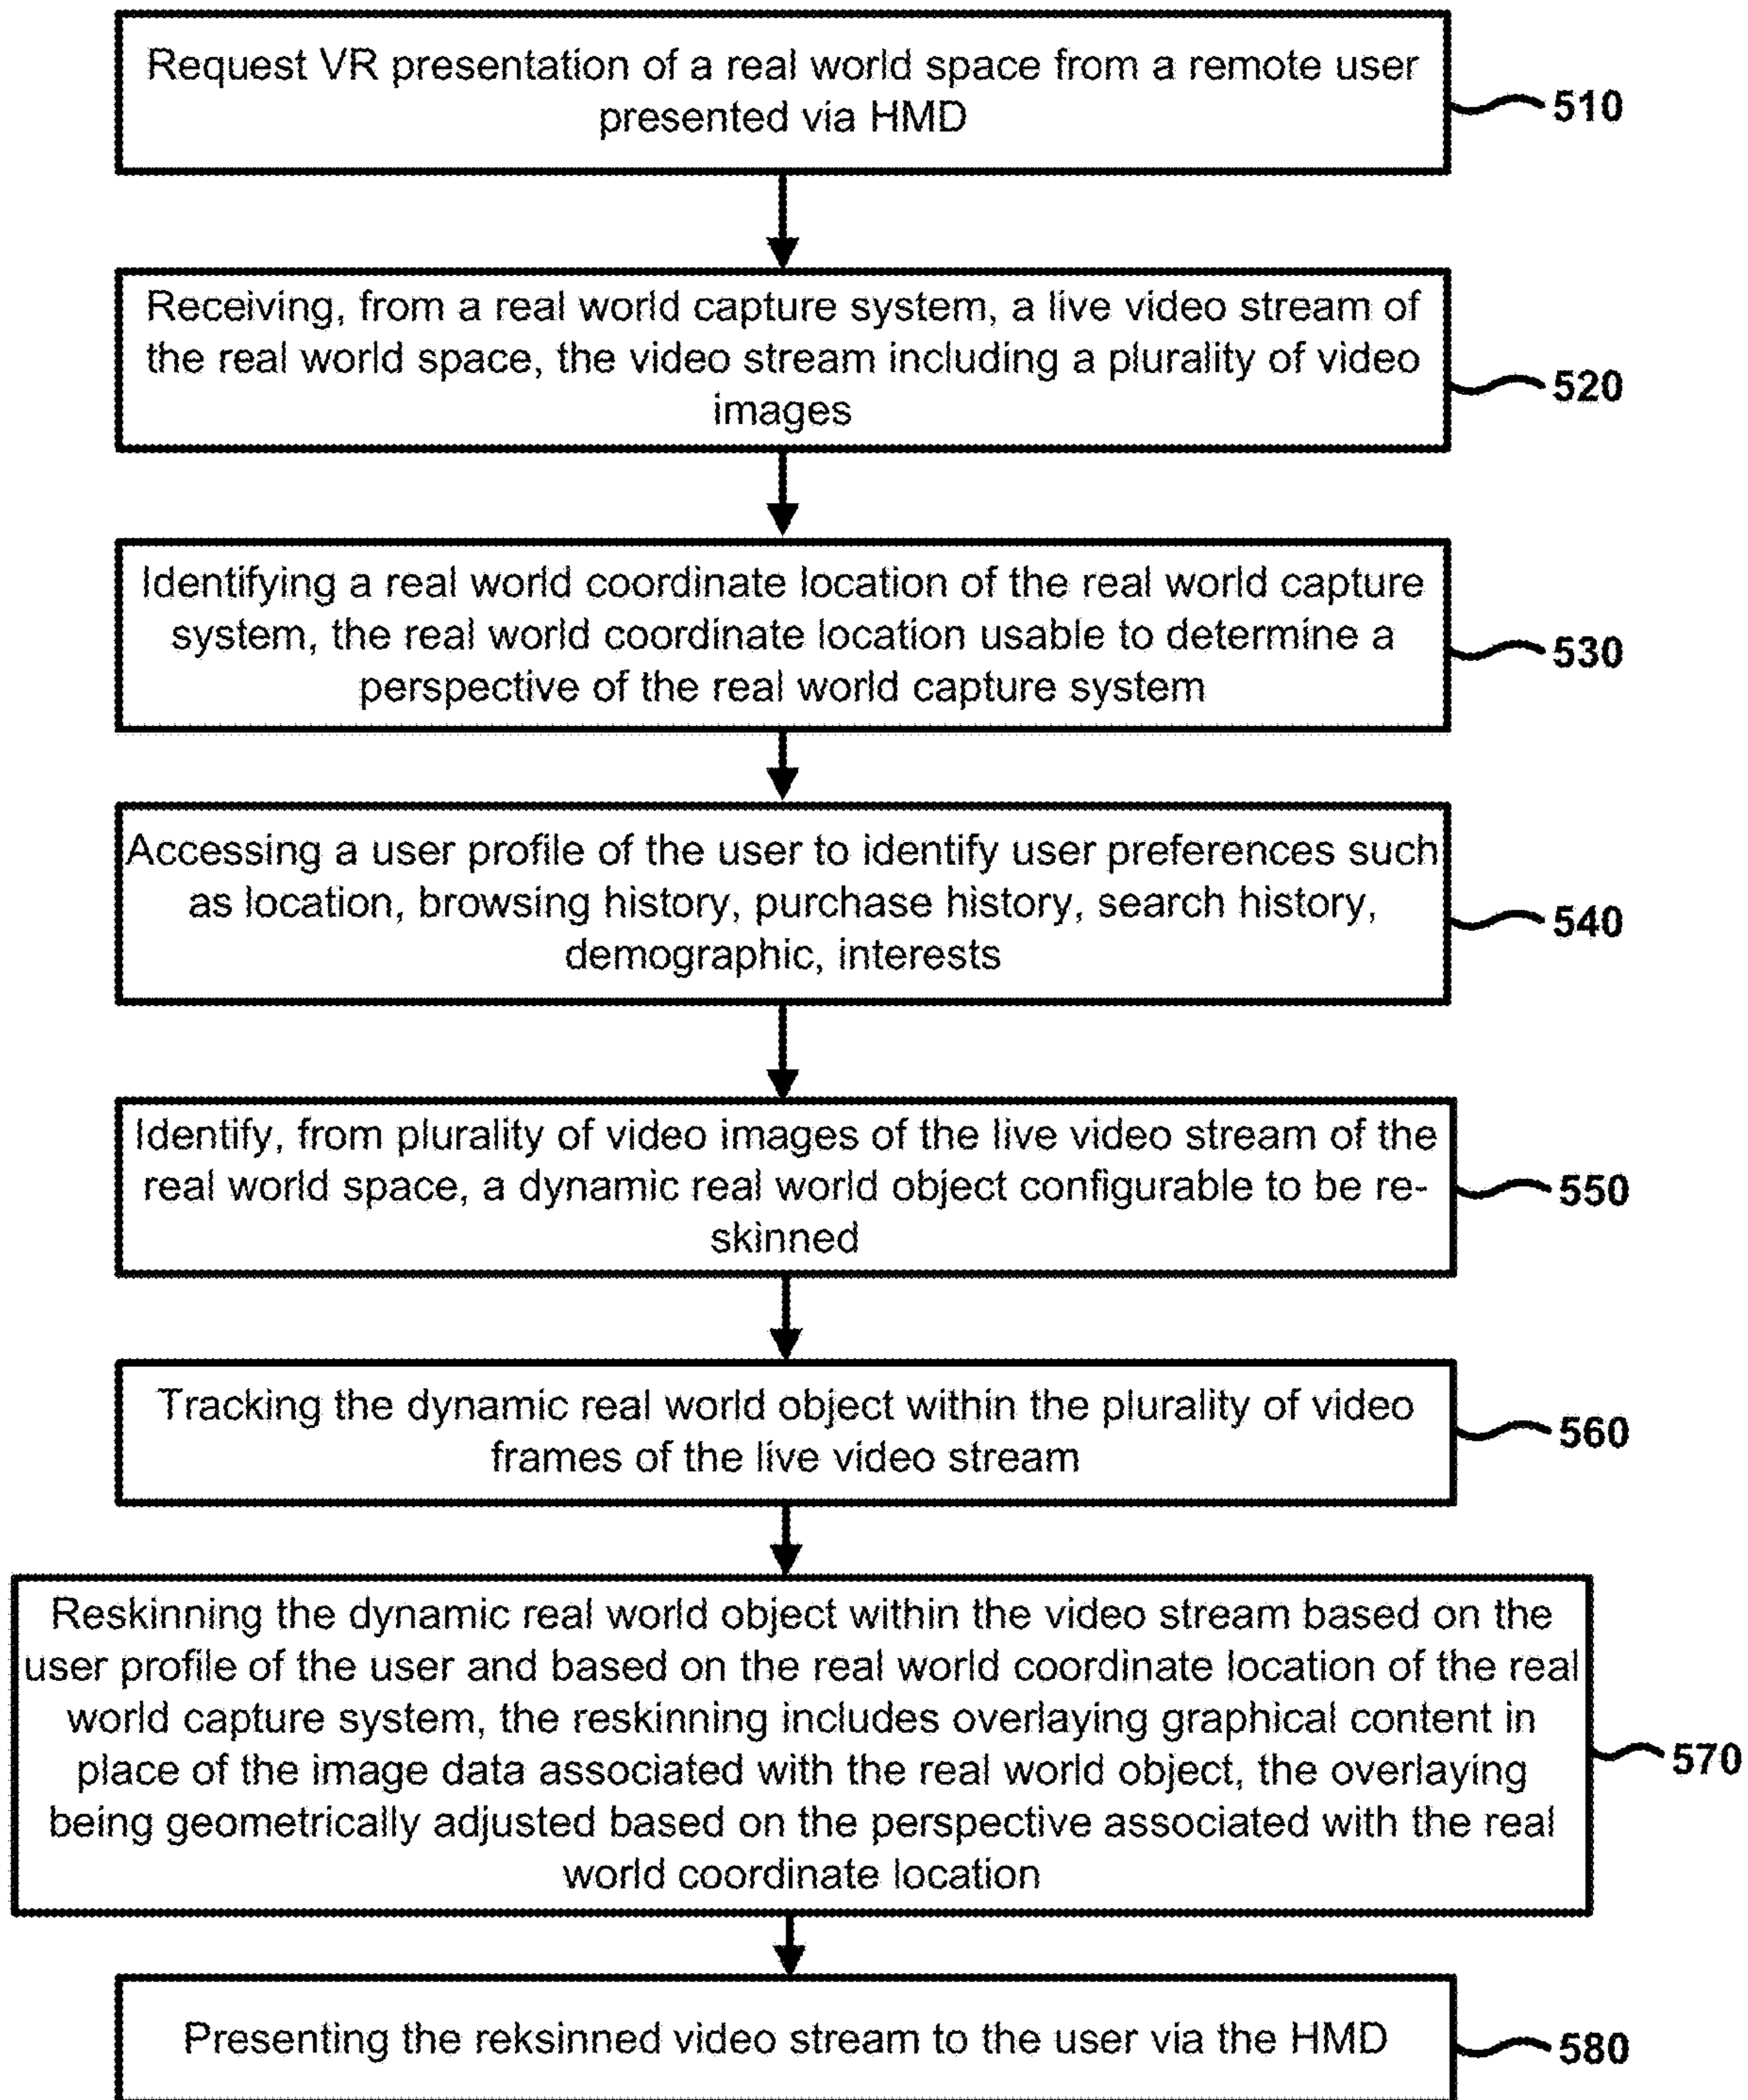 Request VR presentation of a real world space from a remote user
presented via HMD
510
Receiving, from a real world capture system, a live video stream of
the real world space, the video stream including a plurality of video
images
520
Identifying a real world coordinate location of the real world capture
system, the real world coordinate location usable to determine a
perspective of the real world capture system
530
Accessing a user profile of the user to identify user preferences such
as location, browsing history, purchase history, search history,
demographic, interests
540
Identify, from plurality of video images of the live video stream of the
real world space, a dynamic real world object configurable to be re-
skinned
550
Tracking the dynamic real world object within the plurality of video
frames of the live video stream
560
Reskinning the dynamic real world object within the video stream based on the
user profile of the user and based on the real world coordinate location of the real
world capture system, the reskinning includes overlaying graphical content in
place of the image data associated with the real world object, the overlaying
being geometrically adjusted based on the perspective associated with the real
world coordinate location
570
Presenting the reksinned video stream to the user via the HMD
580